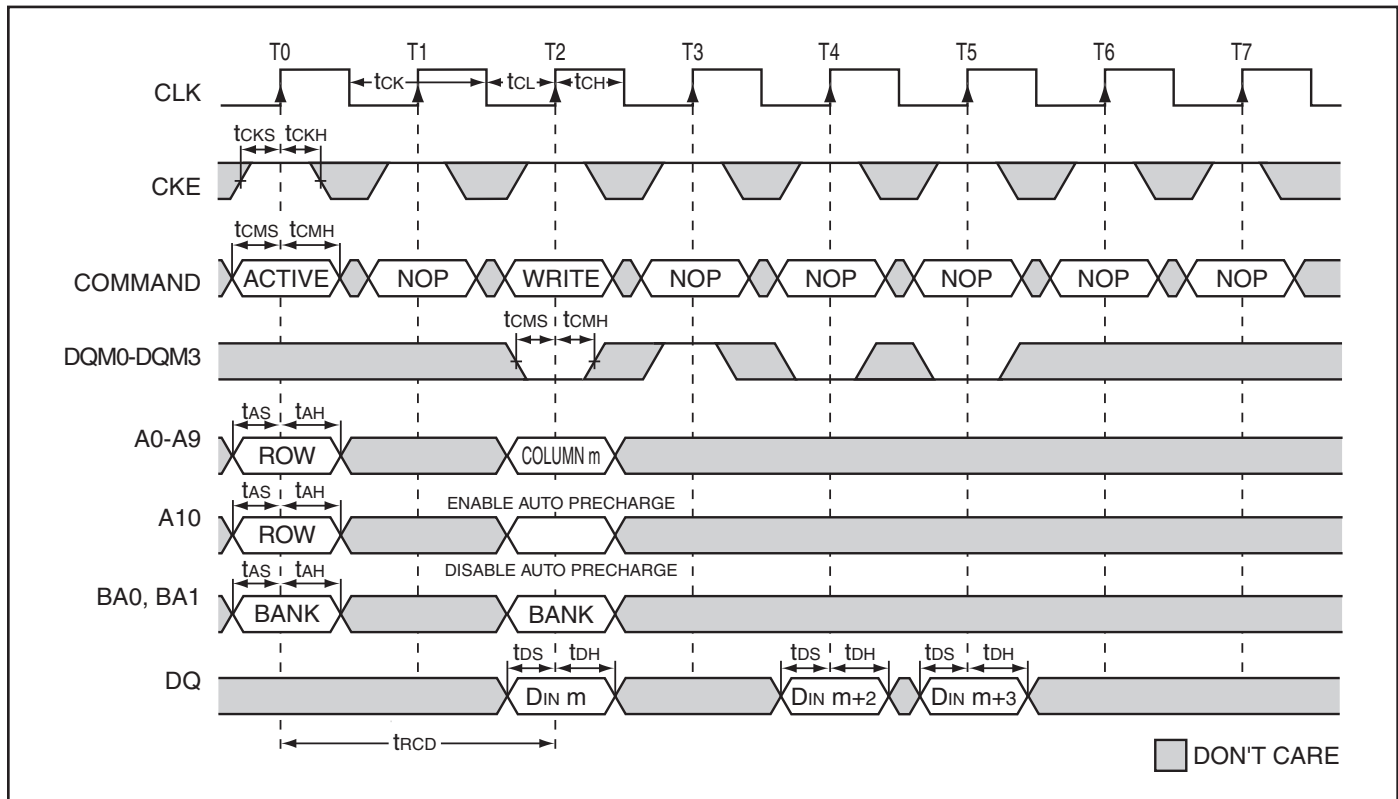 T0 T1 T2 T3 T4 T5 T6 T7
CLK tCK tCL tCH
tCKS tCKH
CKE
tCMS tCMH
COMMAND ACTIVE NOP WRITE NOP NOP NOP NOP NOP
tCMS tCMH
DQM0-DQM3
tAS tAH
A0-A9 ROW COLUMN m
tAS tAH ENABLE AUTO PRECHARGE
A10 ROW
tAS tAH DISABLE AUTO PRECHARGE
BA0, BA1 BANK BANK
tDS tDH tDS tDH tDS tDH
DQ DIN m DIN m+2 DIN m+3
tRCD
DON'T CARE